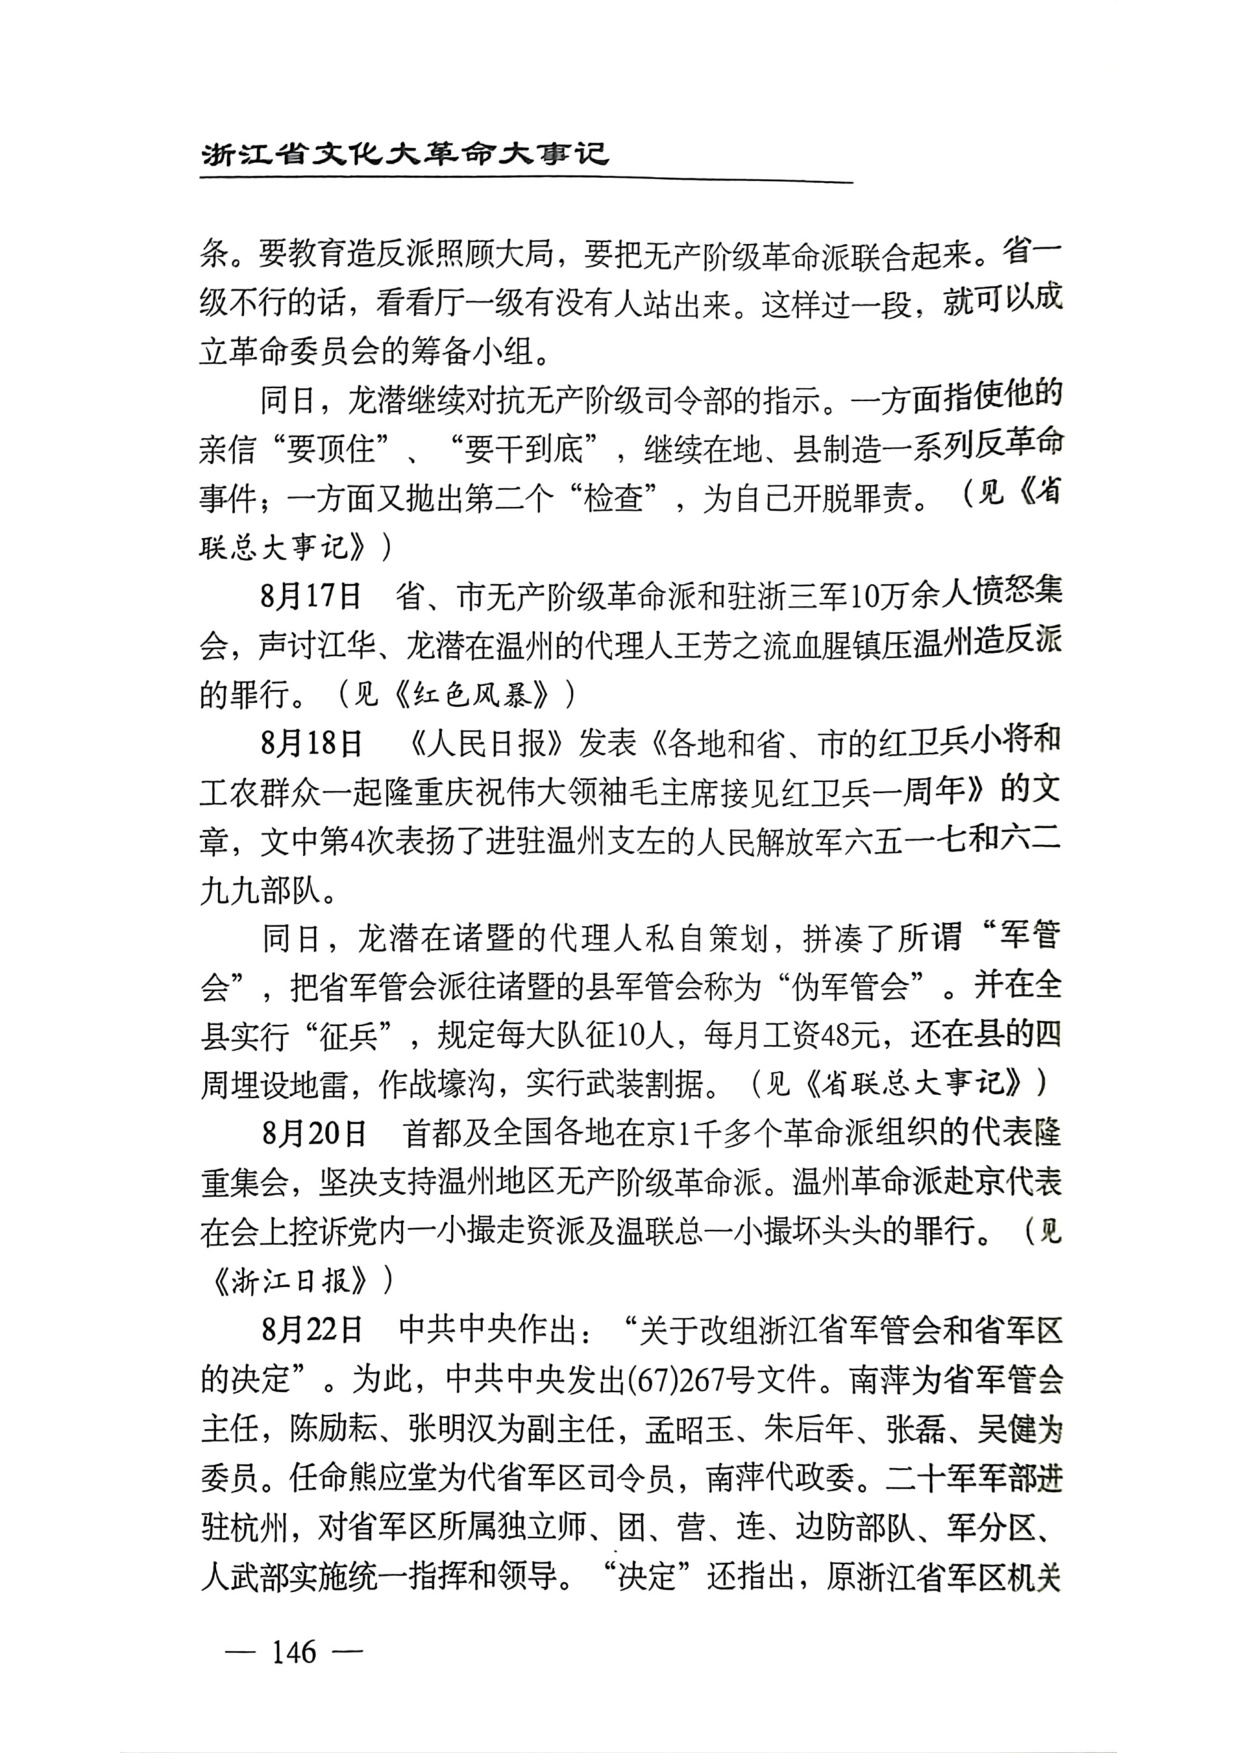 浙江省文化大革命大事记
条。要教育造反派照顾大局，要把无产阶级革命派联合起来。省一
级不行的话，看看厅一级有没有人站出来。这样过一段，就可以成
立革命委员会的筹备小组。
同日，龙潜继续对抗无产阶级司令部的指示。一方面指使他的
亲信“要顶住”、“要干到底”，继续在地、县制造一系列反革命
事件；一方面又抛出第二个“检查”，为自己开脱罪责。（见《省
联总大事记》）
8月17日　省、市无产阶级革命派和驻浙三军10万余人愤怒集
会，声讨江华、龙潜在温州的代理人王芳之流血腥镇压温州造反派
的罪行。（见《红色风暴》）
8月18日　《人民日报》发表《各地和省、市的红卫兵小将和
工农群众一起隆重庆祝伟大领袖毛主席接见红卫兵一周年》的文
章，文中第4次表扬了进驻温州支左的人民解放军六五一七和六二
九九部队。
同日，龙潜在诸暨的代理人私自策划，拼凑了所谓“军管
会”，把省军管会派往诸暨的县军管会称为“伪军管会”。并在全
县实行“征兵”，规定每大队征10人，每月工资48元，还在县的四
周埋设地雷，作战壕沟，实行武装割据。（见《省联总大事记》）
8月20日　首都及全国各地在京1千多个革命派组织的代表隆
重集会，坚决支持温州地区无产阶级革命派。温州革命派赴京代表
在会上控诉党内一小撮走资派及温联总一小撮坏头头的罪行。（见
《浙江日报》）
8月22日　中共中央作出：“关于改组浙江省军管会和省军区
的决定”。为此，中共中央发出(67)267号文件。南萍为省军管会
主任，陈励耘、张明汉为副主任，孟昭玉、朱后年、张磊、吴健为
委员。任命熊应堂为代省军区司令员，南萍代政委。二十军军部进
驻杭州，对省军区所属独立师、团、营、连、边防部队、军分区、
人武部实施统一指挥和领导。“决定”还指出，原浙江省军区机关
— 146 —